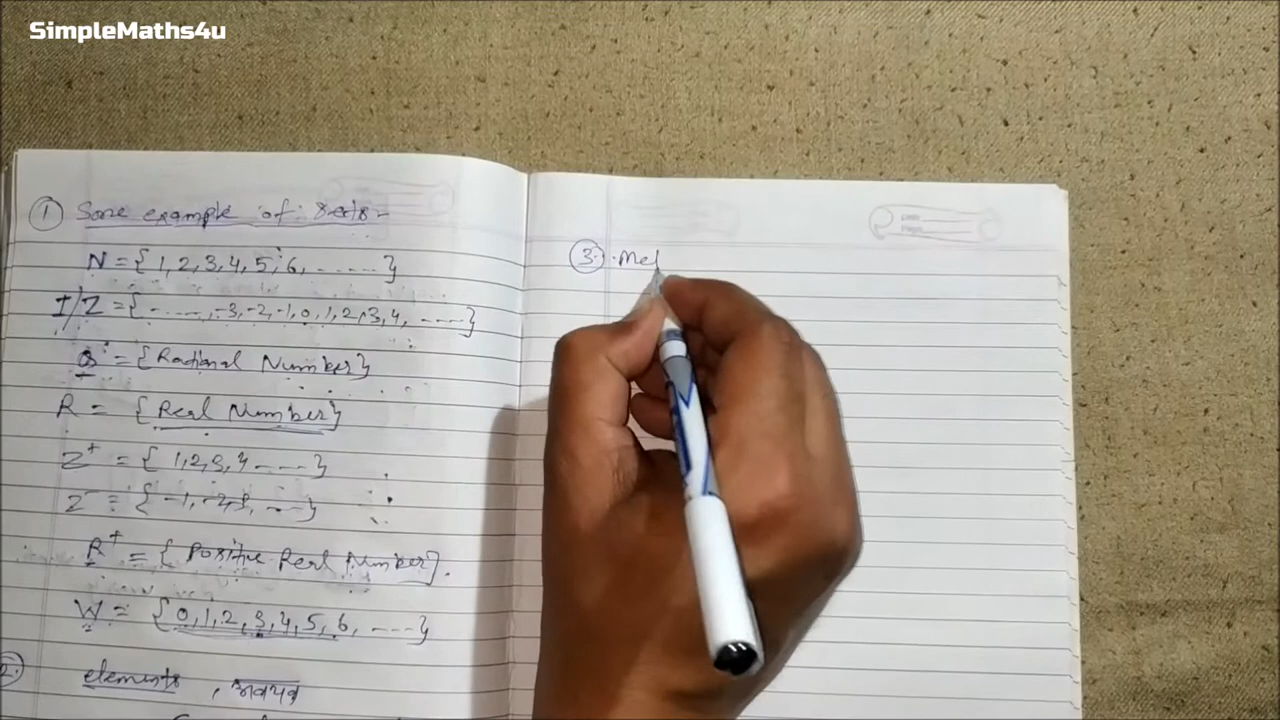 SimpleMaths4u
① Some example of sets-
N = { 1, 2, 3, 4, 5, 6, ...... }
I/Z = { -....., -3, -2, -1, 0, 1, 2, 3, 4, ...... }
Q = { Rational Number }
R = { Real Number }
Z⁺ = { 1, 2, 3, 4 ...... }
Z⁻ = { -1, -2, 3, .... }
R⁺ = { Positive Real Number }.
W = { 0, 1, 2, 3, 4, 5, 6, .... }
2. elements , अवयव
③. Met